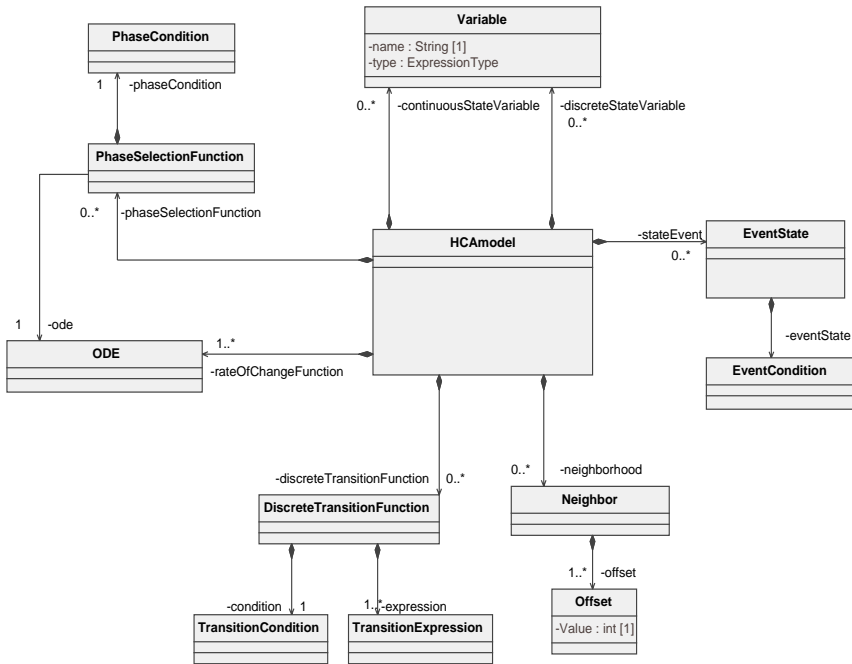 PhaseCondition
1
-phaseCondition
Variable
-name : String [1]
-type : ExpressionType
0..*
-continuousStateVariable
-discreteStateVariable
0..*
PhaseSelectionFunction
0..*
-phaseSelectionFunction
HCAmodel
-stateEvent
0..*
EventState
-eventState
EventCondition
1
-ode
ODE
1..*
-rateOfChangeFunction
-discreteTransitionFunction
0..*
DiscreteTransitionFunction
0..*
-neighborhood
Neighbor
1..*
-offset
Offset
-Value : int [1]
-condition
1
TransitionCondition
1..*
-expression
TransitionExpression